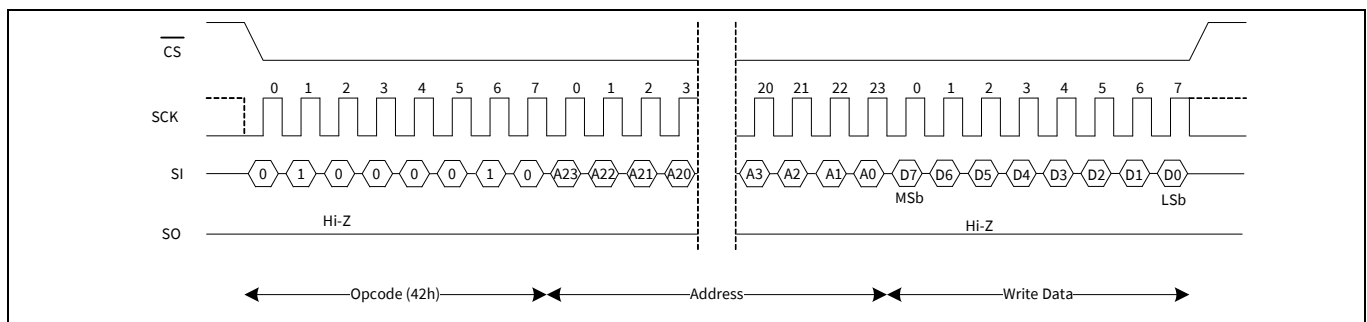 CS
0 1 2 3 4 5 6 7 0 1 2 3 20 21 22 23 0 1 2 3 4 5 6 7
SCK
SI 0 1 0 0 0 0 1 0 A23 A22 A21 A20 A3 A2 A1 A0 D7 D6 D5 D4 D3 D2 D1 D0
MSb LSb
Hi-Z Hi-Z
SO
Opcode (42h) Address Write Data